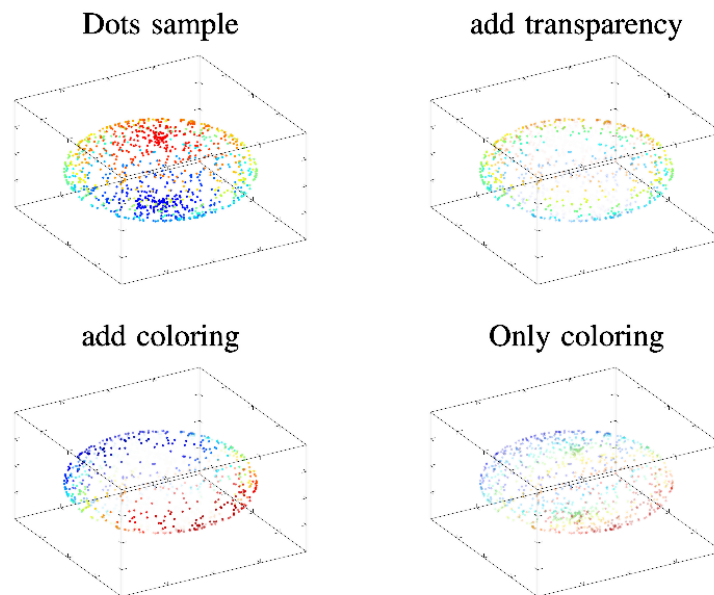 Dots sample
add transparency
add coloring
Only coloring